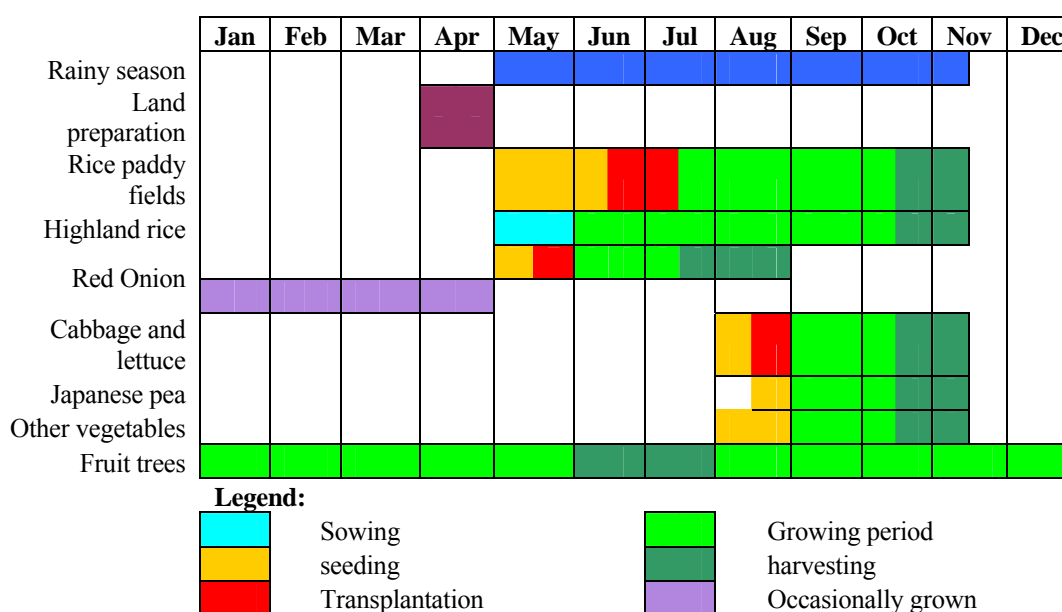 Jan Feb Mar Apr May Jun Jul Aug Sep Oct Nov Dec
Rainy season
Land
preparation
Rice paddy
fields
Highland rice
Red Onion
Cabbage and
lettuce
Japanese pea
Other vegetables
Fruit trees
Legend:
Sowing Growing period
seeding harvesting
Transplantation Occasionally grown